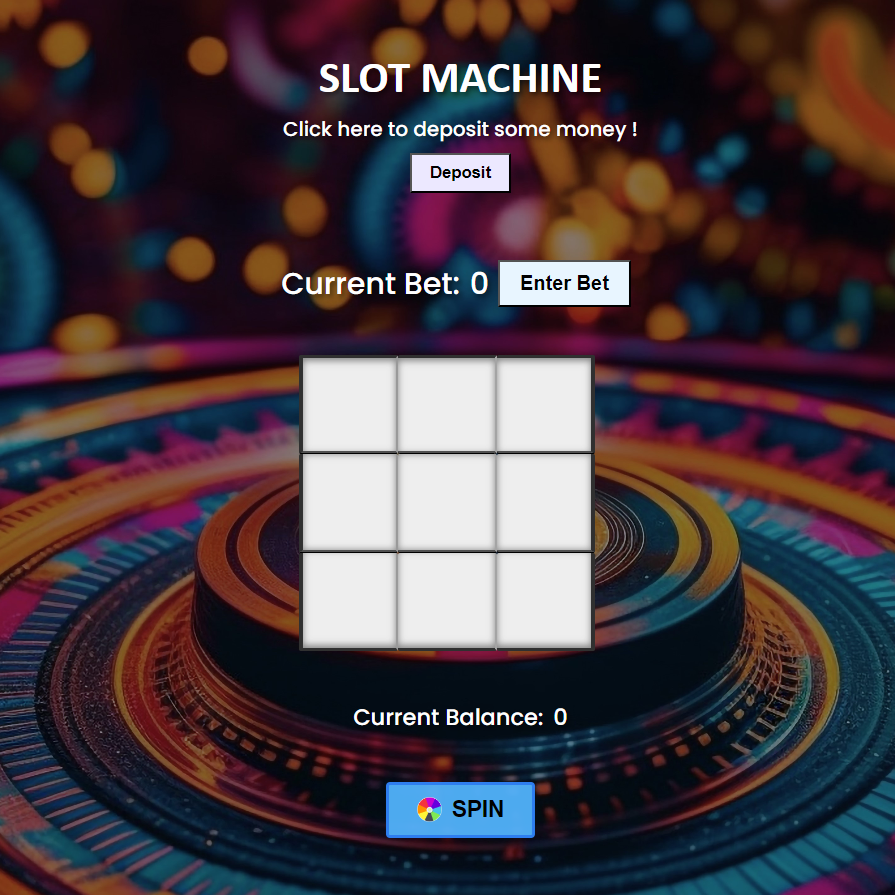 SLOT MACHINE
Click here to deposit some money !
Deposit
Current Bet: 0 Enter Bet
Current Balance: 0
SPIN